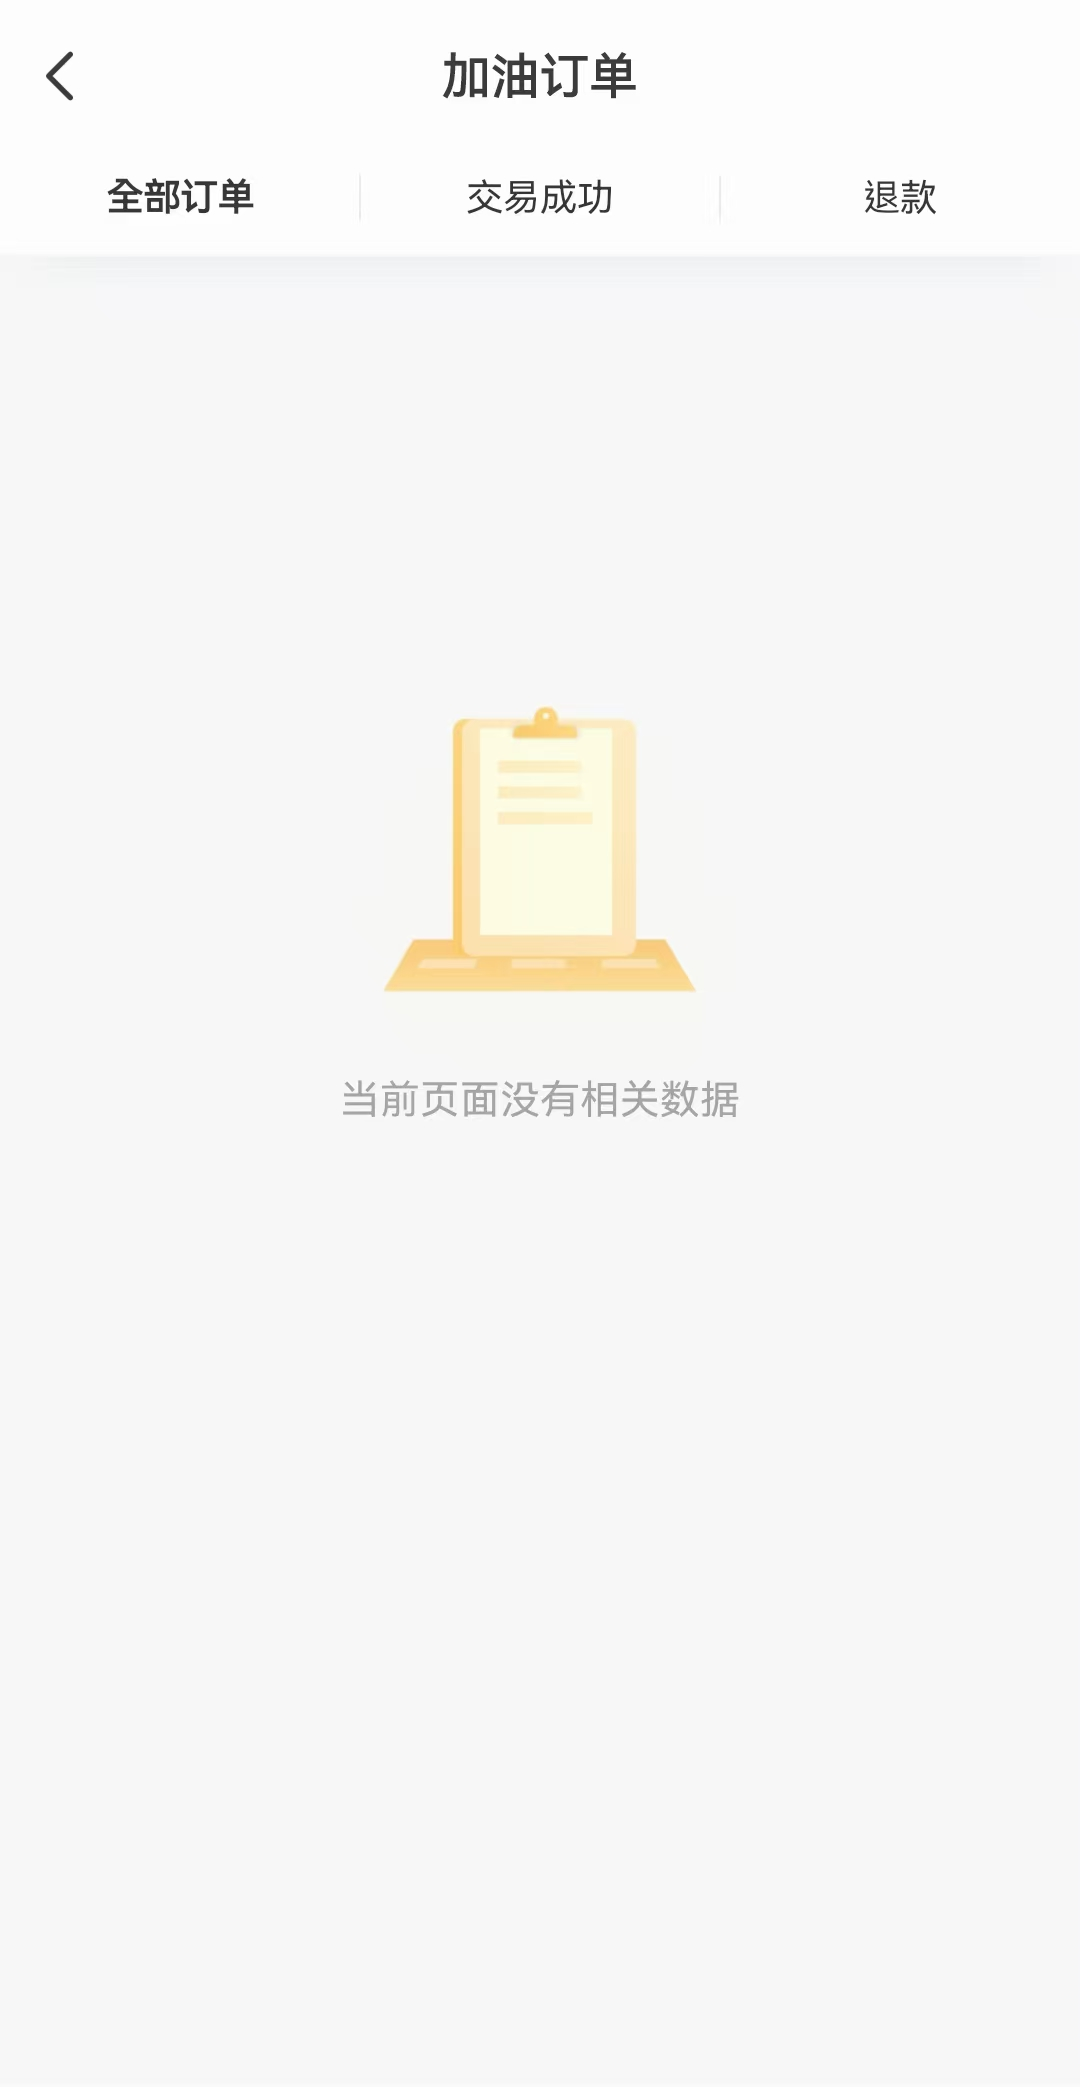 加油订单
全部订单
交易成功
退款
当前页面没有相关数据